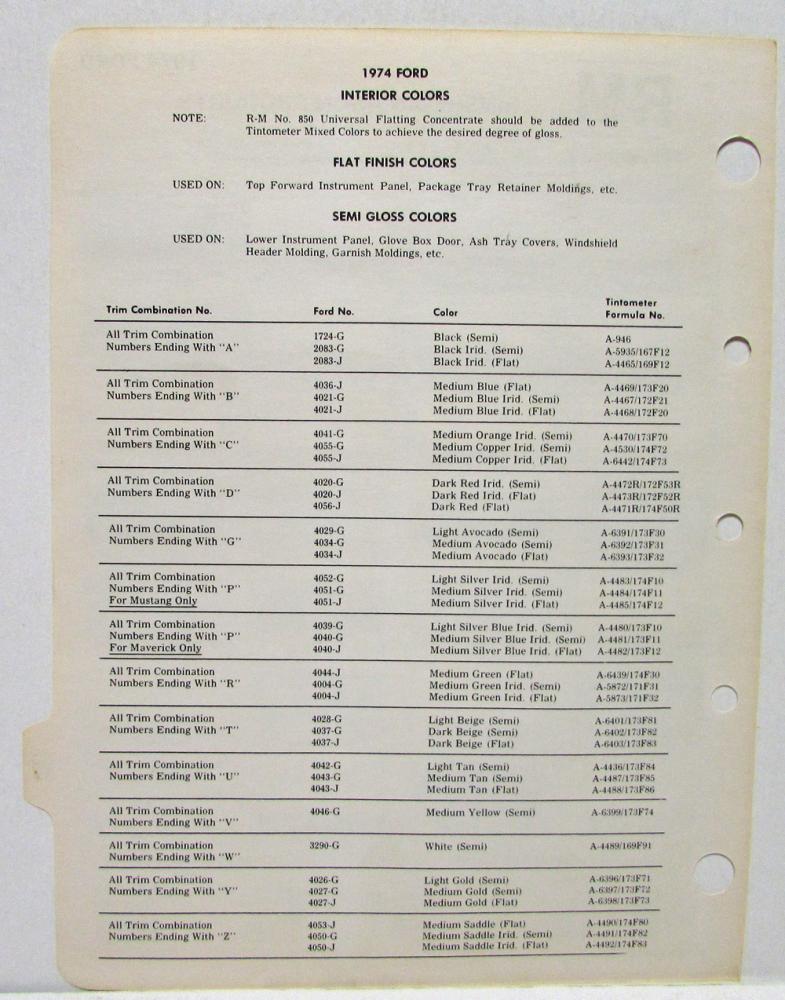 1974 FORD
INTERIOR COLORS
NOTE: R-M No. 850 Universal Flatting Concentrate should be added to the
Tintometer Mixed Colors to achieve the desired degree of gloss.
FLAT FINISH COLORS
USED ON: Top Forward Instrument Panel, Package Tray Retainer Moldings, etc.
SEMI GLOSS COLORS
USED ON: Lower Instrument Panel, Glove Box Door, Ash Tray Covers, Windshield
Header Molding, Garnish Moldings, etc.
Tintometer
Trim Combination No. Ford No. Color Formula No.
All Trim Combination 1724-G Black (Semi) A-946
Numbers Ending With "A" 2083-G Black Irid. (Semi) A-5935/167F12
2083-J Black Irid. (Flat) A-4465/169F12
All Trim Combination 4036-J Medium Blue (Flat) A-4469/173F20
Numbers Ending With "B" 4021-G Medium Blue Irid. (Semi) A-4467/172F21
4021-J Medium Blue Irid. (Flat) A-4468/172F20
All Trim Combination 4041-G Medium Orange Irid. (Semi) A-4470/173F70
Numbers Ending With "C" 4055-G Medium Copper Irid. (Semi) A-4530/174F72
4055-J Medium Copper Irid. (Flat) A-6442/174F73
All Trim Combination 4020-G Dark Red Irid. (Semi) A-4472R/172F53R
Numbers Ending With "D" 4020-J Dark Red Irid. (Flat) A-4473R/172F52R
4056-J Dark Red (Flat) A-4471R/174F50R
All Trim Combination 4029-G Light Avocado (Semi) A-6391/173F30
Numbers Ending With "G" 4034-G Medium Avocado (Semi) A-6392/173F31
4034-J Medium Avocado (Flat) A-6393/173F32
All Trim Combination 4052-G Light Silver Irid. (Semi) A-4483/174F10
Numbers Ending With "P" 4051-G Medium Silver Irid. (Semi) A-4484/174F11
For Mustang Only 4051-J Medium Silver Irid. (Flat) A-4485/174F12
All Trim Combination 4039-G Light Silver Blue Irid. (Semi) A-4480/173F10
Numbers Ending With "P" 4040-G Medium Silver Blue Irid. (Semi) A-4481/173F11
For Maverick Only 4040-J Medium Silver Blue Irid. (Flat) A-4482/173F12
All Trim Combination 4044-J Medium Green (Flat) A-6439/174F30
Numbers Ending With "R" 4004-G Medium Green Irid. (Semi) A-5872/171F31
4004-J Medium Green Irid. (Flat) A-5873/171F32
All Trim Combination 4028-G Light Beige (Semi) A-6401/173F81
Numbers Ending With "T" 4037-G Dark Beige (Semi) A-6402/173F82
4037-J Dark Beige (Flat) A-6403/173F83
All Trim Combination 4042-G Light Tan (Semi) A-4436/173F84
Numbers Ending With "U" 4043-G Medium Tan (Semi) A-4487/173F85
4043-J Medium Tan (Flat) A-4488/173F86
All Trim Combination 4046-G Medium Yellow (Semi) A-6399/173F74
Numbers Ending With "V"
All Trim Combination 3290-G White (Semi) A-4489/169F91
Numbers Ending With "W"
All Trim Combination 4026-G Light Gold (Semi) A-6396/173F71
Numbers Ending With "Y" 4027-G Medium Gold (Semi) A-6397/173F72
4027-J Medium Gold (Flat) A-6398/173F73
All Trim Combination 4053-J Medium Saddle (Flat) A-4490/174F80
Numbers Ending With "Z" 4050-G Medium Saddle Irid. (Semi) A-4491/174F82
4050-J Medium Saddle Irid. (Flat) A-4492/174F83